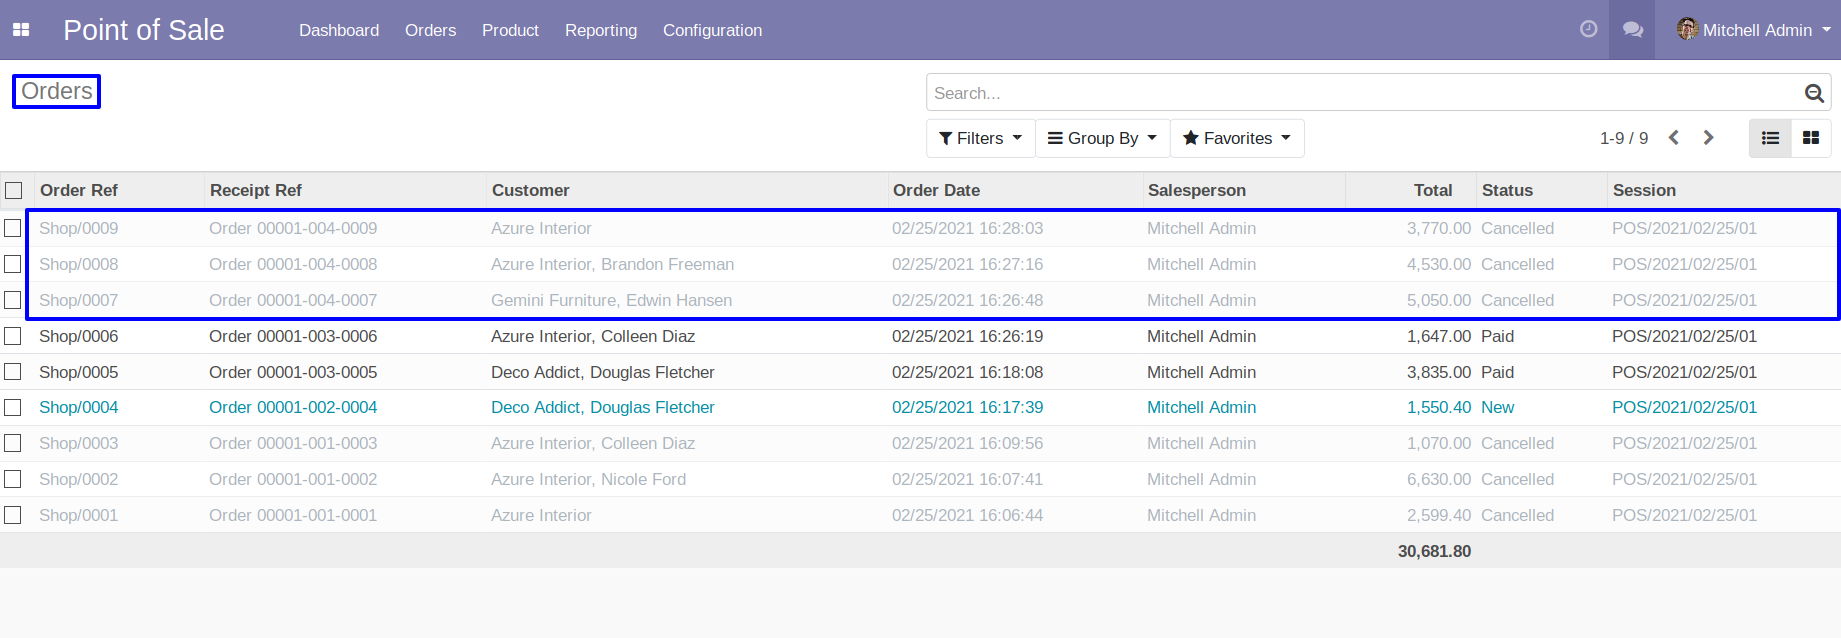 Point of Sale Dashboard Orders Product Reporting Configuration Mitchell Admin
Orders
Search...
Filters Group By Favorites 1-9 / 9
Order Ref Receipt Ref Customer Order Date Salesperson Total Status Session
Shop/0009 Order 00001-004-0009 Azure Interior 02/25/2021 16:28:03 Mitchell Admin 3,770.00 Cancelled POS/2021/02/25/01
Shop/0008 Order 00001-004-0008 Azure Interior, Brandon Freeman 02/25/2021 16:27:16 Mitchell Admin 4,530.00 Cancelled POS/2021/02/25/01
Shop/0007 Order 00001-004-0007 Gemini Furniture, Edwin Hansen 02/25/2021 16:26:48 Mitchell Admin 5,050.00 Cancelled POS/2021/02/25/01
Shop/0006 Order 00001-003-0006 Azure Interior, Colleen Diaz 02/25/2021 16:26:19 Mitchell Admin 1,647.00 Paid POS/2021/02/25/01
Shop/0005 Order 00001-003-0005 Deco Addict, Douglas Fletcher 02/25/2021 16:18:08 Mitchell Admin 3,835.00 Paid POS/2021/02/25/01
Shop/0004 Order 00001-002-0004 Deco Addict, Douglas Fletcher 02/25/2021 16:17:39 Mitchell Admin 1,550.40 New POS/2021/02/25/01
Shop/0003 Order 00001-001-0003 Azure Interior, Colleen Diaz 02/25/2021 16:09:56 Mitchell Admin 1,070.00 Cancelled POS/2021/02/25/01
Shop/0002 Order 00001-001-0002 Azure Interior, Nicole Ford 02/25/2021 16:07:41 Mitchell Admin 6,630.00 Cancelled POS/2021/02/25/01
Shop/0001 Order 00001-001-0001 Azure Interior 02/25/2021 16:06:44 Mitchell Admin 2,599.40 Cancelled POS/2021/02/25/01
30,681.80